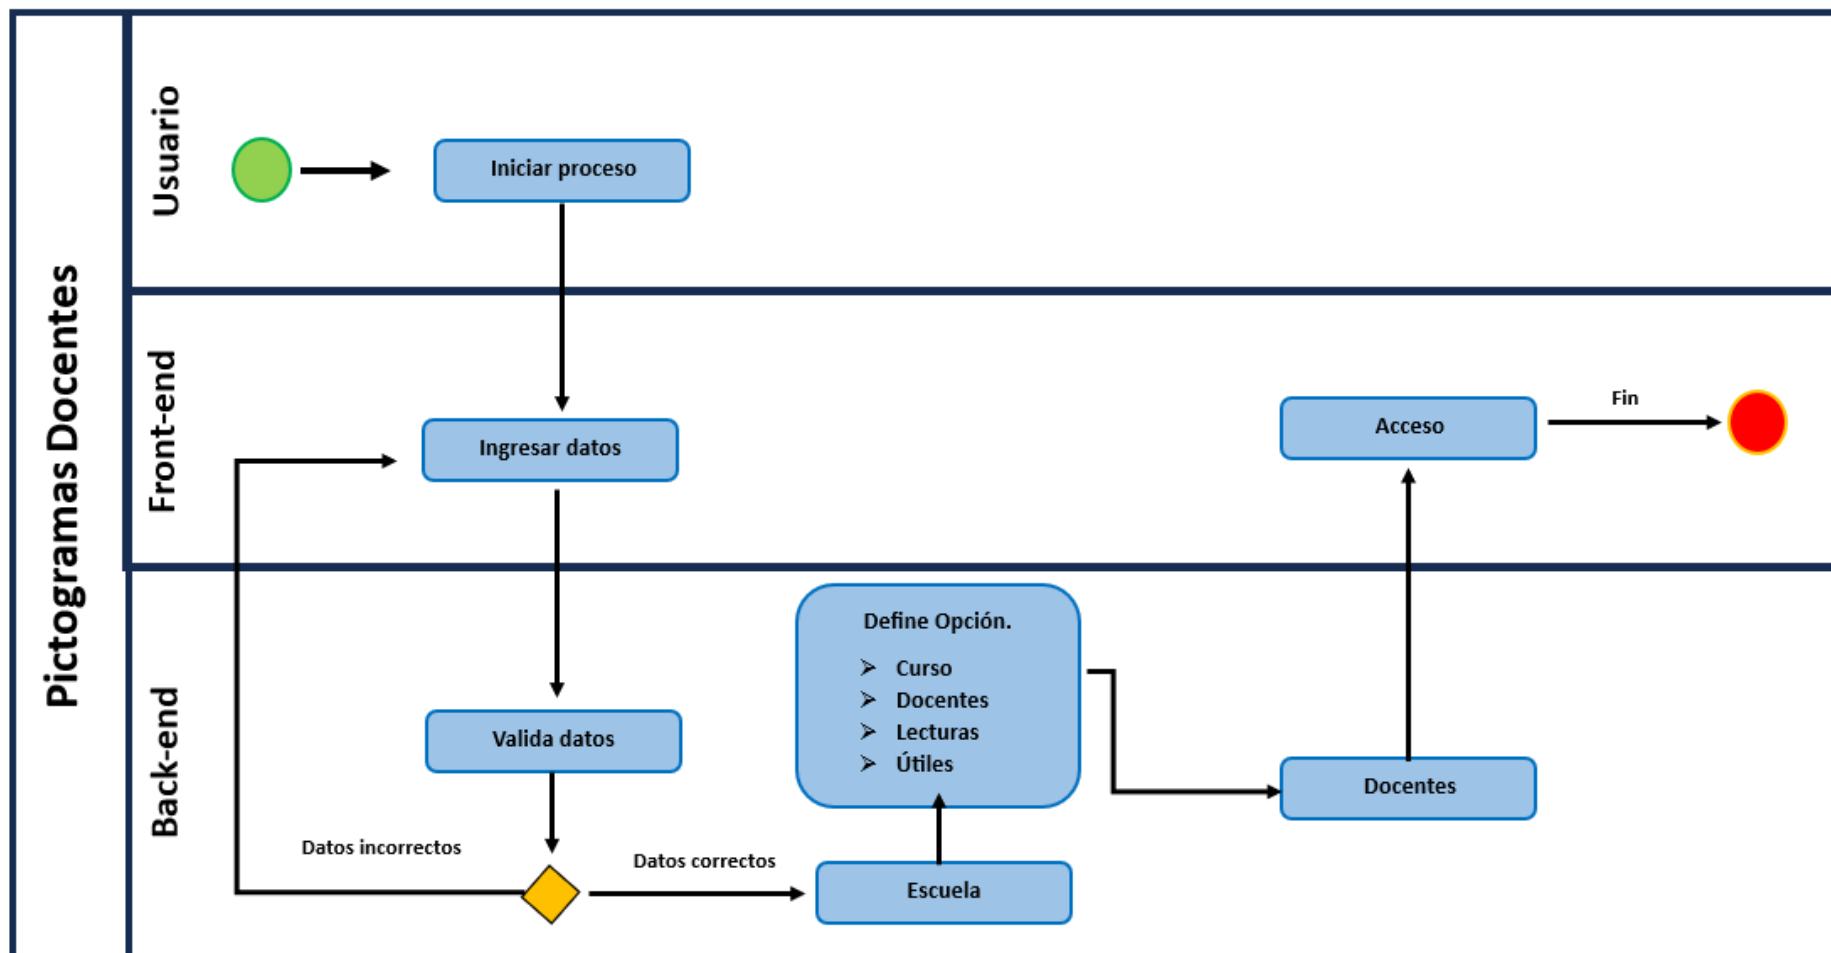 Pictogramas Docentes
Usuario
Iniciar proceso
Front-end
Ingresar datos
Acceso
Fin
Back-end
Define Opción.
➢ Curso
➢ Docentes
➢ Lecturas
➢ Útiles
Valida datos
Docentes
Datos incorrectos
Datos correctos
Escuela